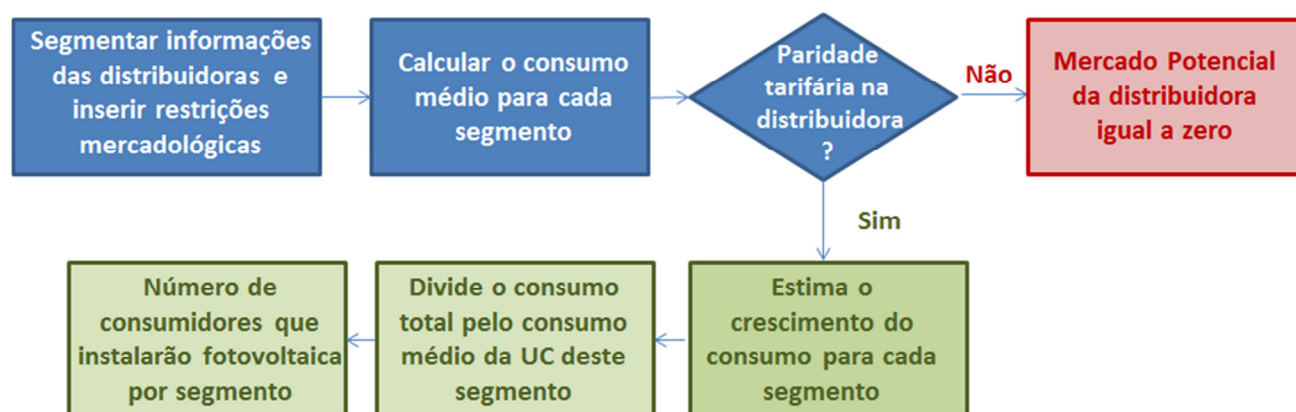 Segmentar informações
das distribuidoras e
inserir restrições
mercadológicas
Calcular o consumo
médio para cada
segmento
Paridade
tarifária na
distribuidora
?
Não
Mercado Potencial
da distribuidora
igual a zero
Sim
Estima o
crescimento do
consumo para cada
segmento
Divide o consumo
total pelo consumo
médio da UC deste
segmento
Número de
consumidores que
instalarão fotovoltaica
por segmento